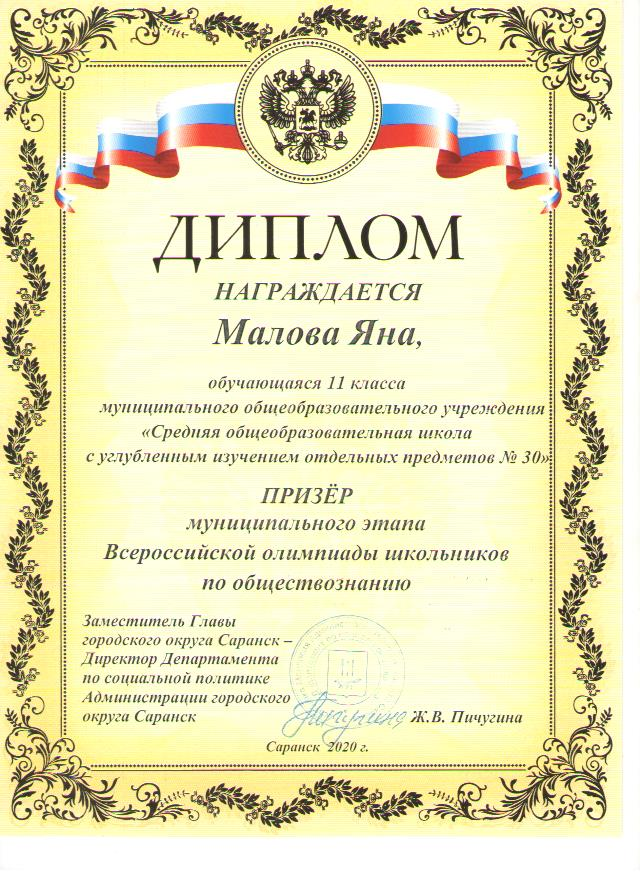 ДИПЛОМ
НАГРАЖДАЕТСЯ
Малова Яна,
обучающаяся 11 класса
муниципального общеобразовательного учреждения
«Средняя общеобразовательная школа
с углубленным изучением отдельных предметов № 30»
ПРИЗЁР
муниципального этапа
Всероссийской олимпиады школьников
по обществознанию
Заместитель Главы
городского округа Саранск –
Директор Департамента
по социальной политике
Администрации городского
округа Саранск
Ж.В. Пичугина
Саранск 2020 г.